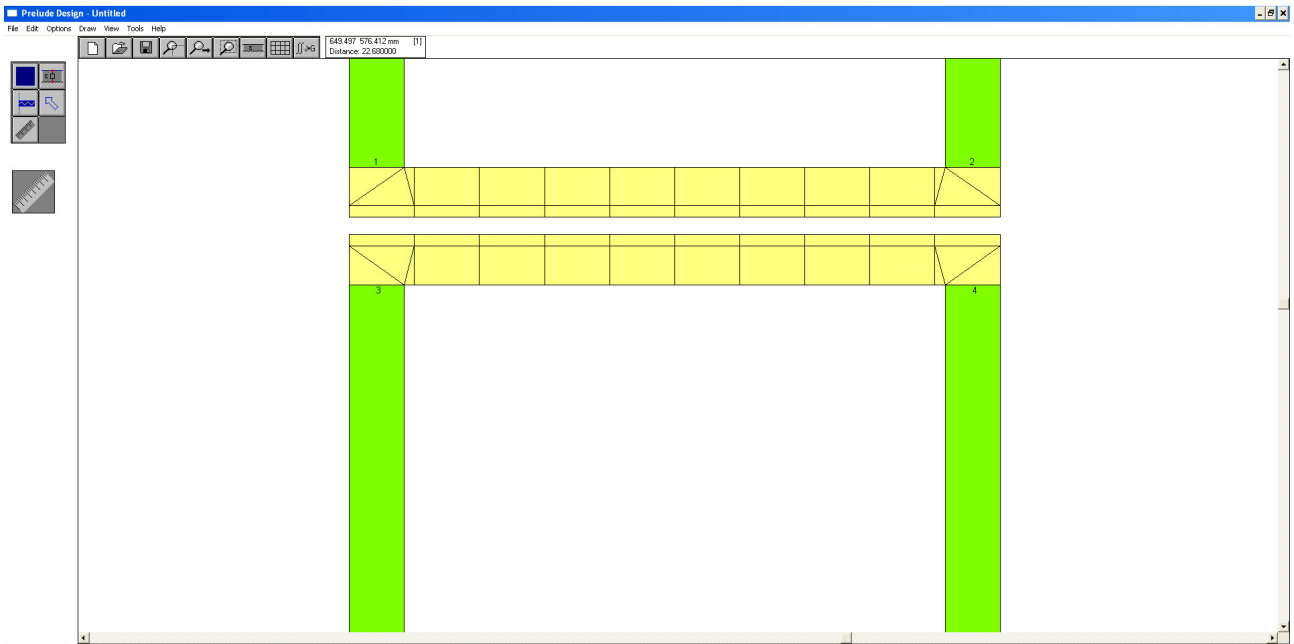 Prelude Design - Untitled
File Edit Options Draw View Tools Help
649.497 576.412 mm [1]
Distance: 22.680000
1
2
3
4